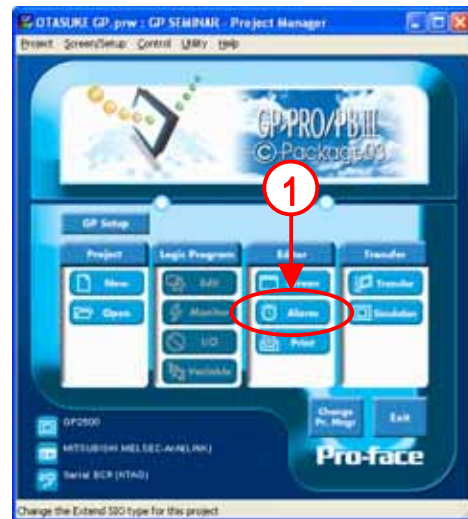 OTASUKE GP.prw : GP SEMINAR - Project Manager
Project Screen/Setup Control Utility Help
GP-PRO/PBIII
© Package03
1
GP Setup
Project Logic Program Editor Transfer
New Edit Screen Transfer
Open Monitor Alarm Simulation
I/O Print
Variable
Change
Pr. Mngr
Exit
GP2500
MITSUBISHI MELSEC-AnN(LINK)
Pro-face
Serial BCR (NTAG)
Change the Extend SIO type for this project